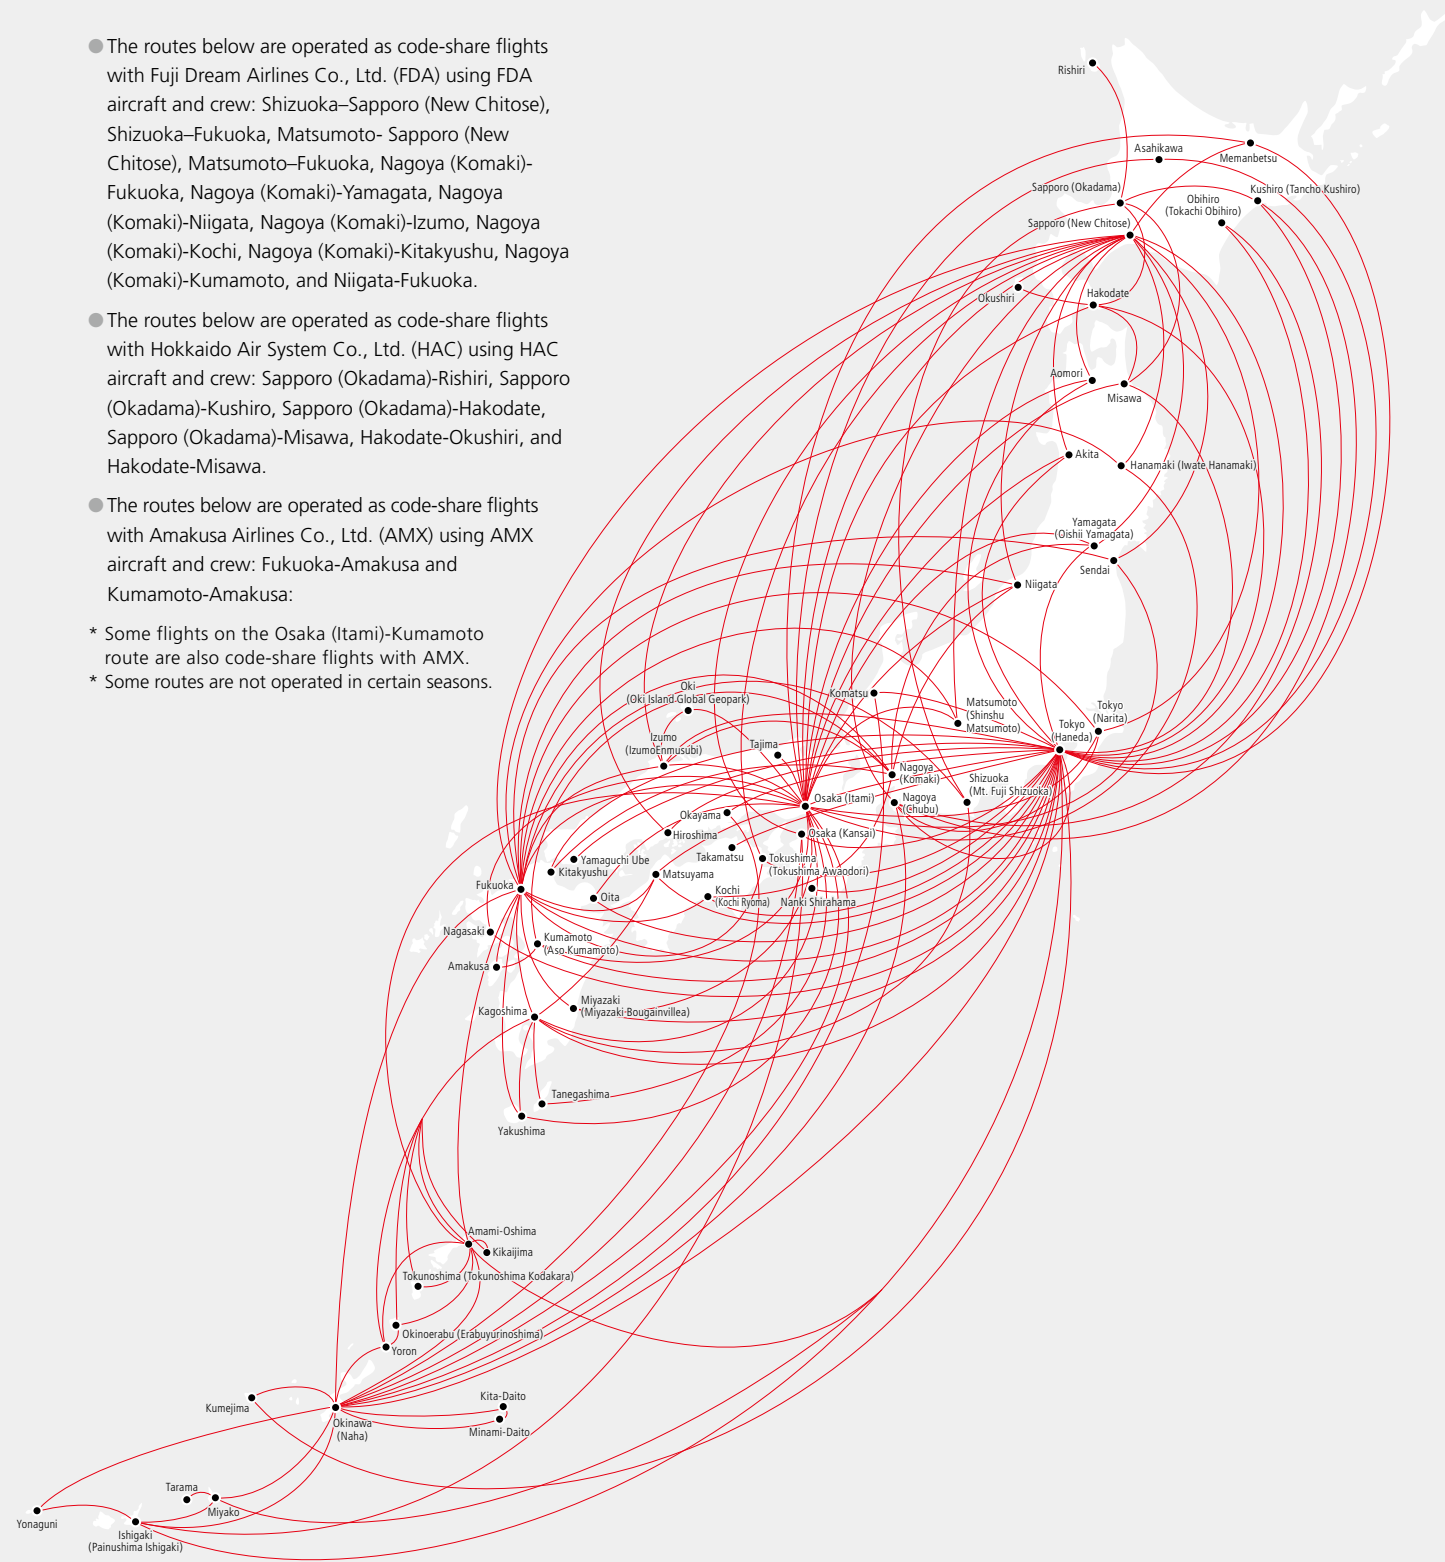 ● The routes below are operated as code-share flights
with Fuji Dream Airlines Co., Ltd. (FDA) using FDA
aircraft and crew: Shizuoka–Sapporo (New Chitose),
Shizuoka–Fukuoka, Matsumoto- Sapporo (New
Chitose), Matsumoto–Fukuoka, Nagoya (Komaki)-
Fukuoka, Nagoya (Komaki)-Yamagata, Nagoya
(Komaki)-Niigata, Nagoya (Komaki)-Izumo, Nagoya
(Komaki)-Kochi, Nagoya (Komaki)-Kitakyushu, Nagoya
(Komaki)-Kumamoto, and Niigata-Fukuoka.
● The routes below are operated as code-share flights
with Hokkaido Air System Co., Ltd. (HAC) using HAC
aircraft and crew: Sapporo (Okadama)-Rishiri, Sapporo
(Okadama)-Kushiro, Sapporo (Okadama)-Hakodate,
Sapporo (Okadama)-Misawa, Hakodate-Okushiri, and
Hakodate-Misawa.
● The routes below are operated as code-share flights
with Amakusa Airlines Co., Ltd. (AMX) using AMX
aircraft and crew: Fukuoka-Amakusa and
Kumamoto-Amakusa:
* Some flights on the Osaka (Itami)-Kumamoto
route are also code-share flights with AMX.
* Some routes are not operated in certain seasons.
Rishiri
Asahikawa
Memanbetsu
Sapporo (Okadama)
Kushiro (Tancho Kushiro)
Obihiro
(Tokachi Obihiro)
Sapporo (New Chitose)
Okushiri
Hakodate
Aomori
Misawa
Akita
Hanamaki (Iwate Hanamaki)
Yamagata
(Oishii Yamagata)
Sendai
Niigata
Oki
(Oki Island Global Geopark)
Komatsu
Matsumoto
(Shinshu
Matsumoto)
Tokyo
(Narita)
Tokyo
(Haneda)
Izumo
(IzumoEnmusubi)
Tajima
Nagoya
(Komaki)
Shizuoka
(Mt. Fuji Shizuoka)
Osaka (Itami)
Nagoya
(Chubu)
Okayama
Hiroshima
Osaka (Kansai)
Takamatsu
Tokushima
(Tokushima Awaodori)
Yamaguchi Ube
Kitakyushu
Matsuyama
Fukuoka
Oita
Kochi
(Kochi Ryoma)
Nanki Shirahama
Nagasaki
Kumamoto
(Aso Kumamoto)
Amakusa
Kagoshima
Miyazaki
(Miyazaki Bougainvillea)
Tanegashima
Yakushima
Amami-Oshima
Kikaijima
Tokunoshima (Tokunoshima Kodakara)
Okinoerabu (Erabuyurinoshima)
Yoron
Kumejima
Okinawa
(Naha)
Kita-Daito
Minami-Daito
Tarama
Miyako
Yonaguni
Ishigaki
(Painushima Ishigaki)